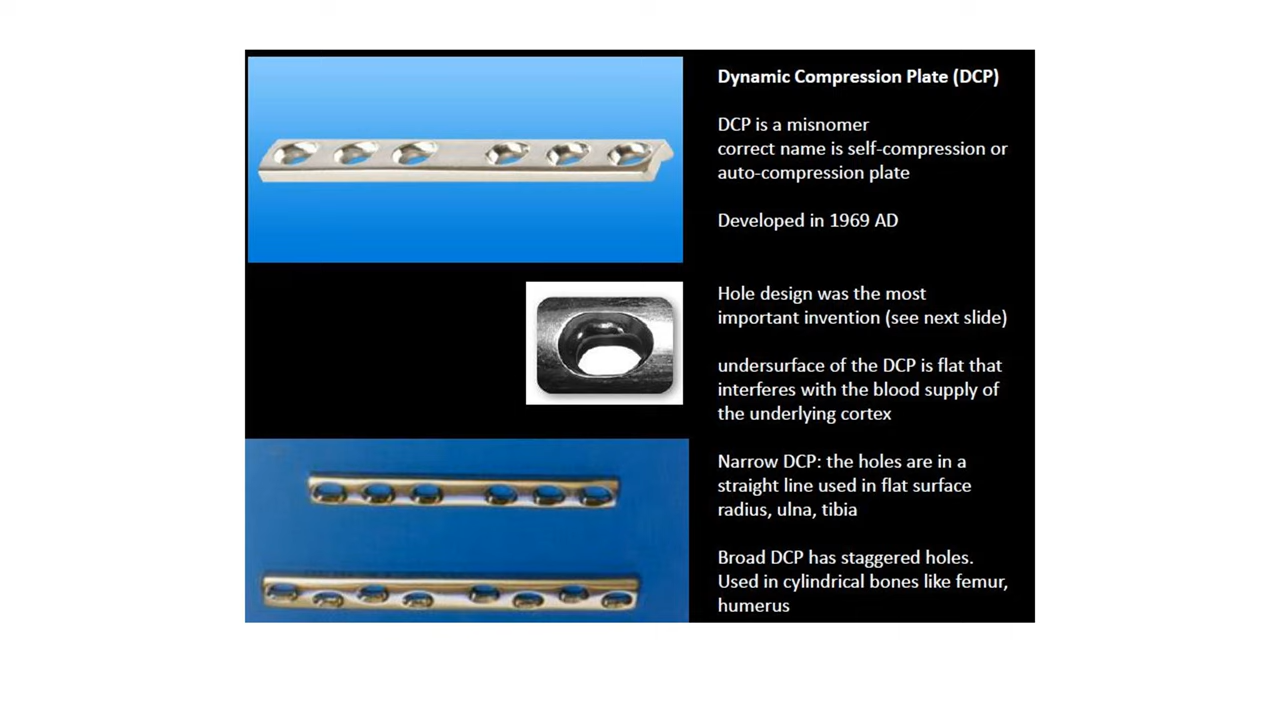 Dynamic Compression Plate (DCP)
DCP is a misnomer
correct name is self-compression or
auto-compression plate
Developed in 1969 AD
Hole design was the most
important invention (see next slide)
undersurface of the DCP is flat that
interferes with the blood supply of
the underlying cortex
Narrow DCP: the holes are in a
straight line used in flat surface
radius, ulna, tibia
Broad DCP has staggered holes.
Used in cylindrical bones like femur,
humerus